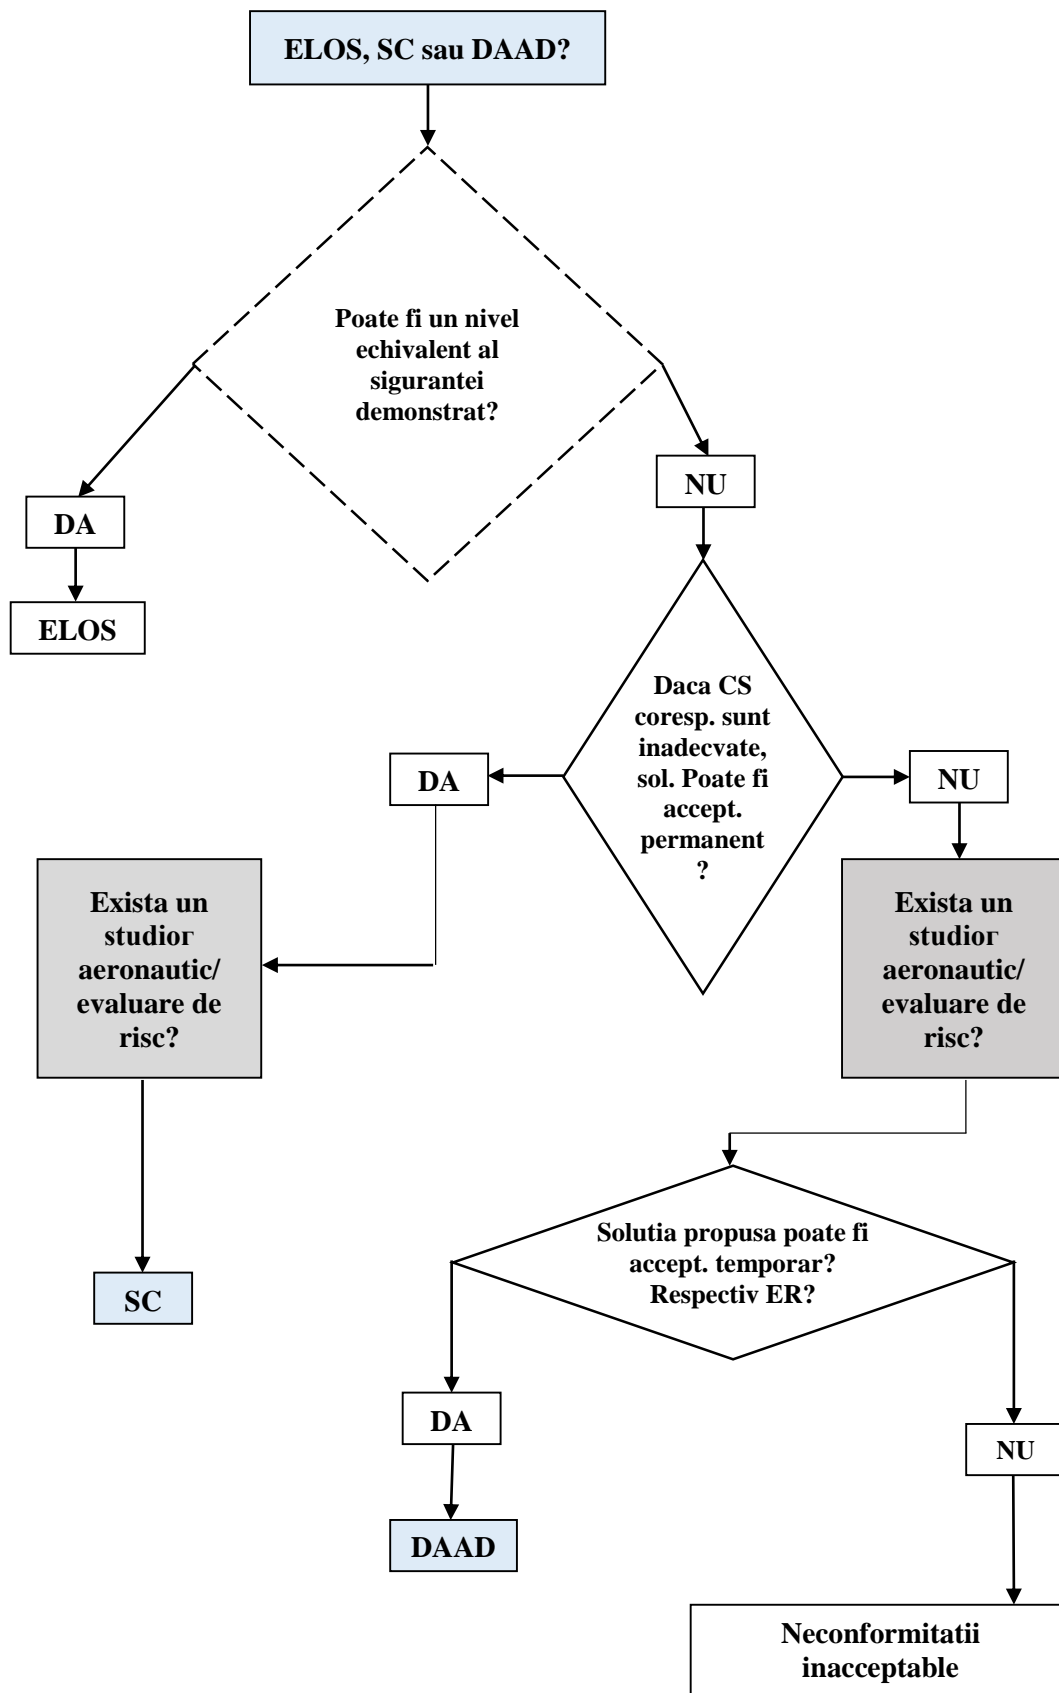 ELOS, SC sau DAAD?
Poate fi un nivel
echivalent al
sigurantei
demonstrat?
DA
NU
ELOS
Daca CS
coresp. sunt
inadecvate,
sol. Poate fi
accept.
permanent
?
DA
NU
Exista un
studior
aeronautic/
evaluare de
risc?
Exista un
studior
aeronautic/
evaluare de
risc?
SC
Solutia propusa poate fi
accept. temporar?
Respectiv ER?
DA
NU
DAAD
Neconformitatii
inacceptable